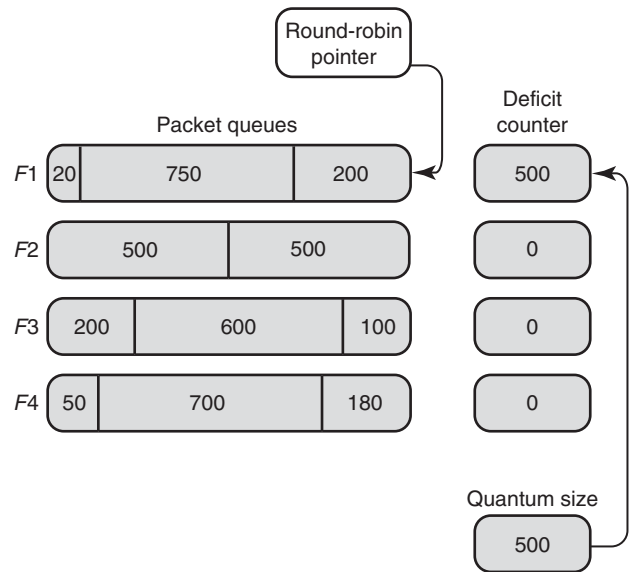 Round-robin
pointer
Packet queues
Deficit
counter
F1 20 750 200 500
F2 500 500 0
F3 200 600 100 0
F4 50 700 180 0
Quantum size
500